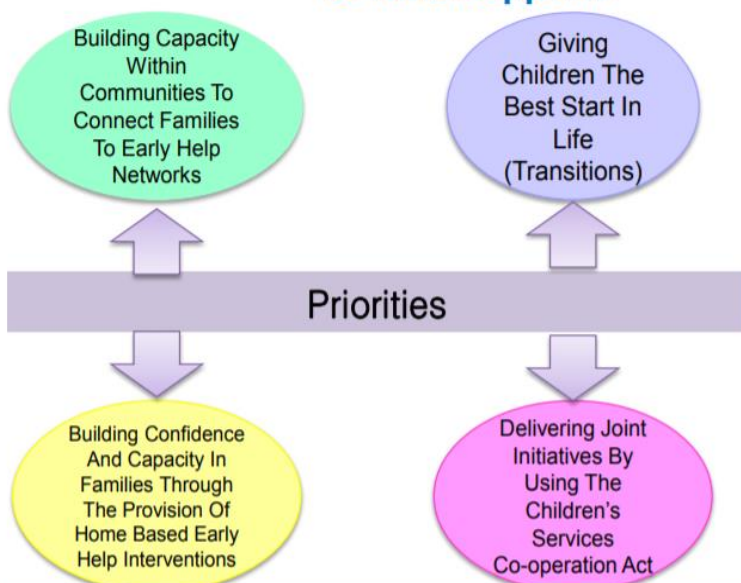 Building Capacity
Within
Communities To
Connect Families
To Early Help
Networks
Giving
Children The
Best Start In
Life
(Transitions)
Priorities
Building Confidence
And Capacity In
Families Through
The Provision Of
Home Based Early
Help Interventions
Delivering Joint
Initiatives By
Using The
Children’s
Services
Co-operation Act